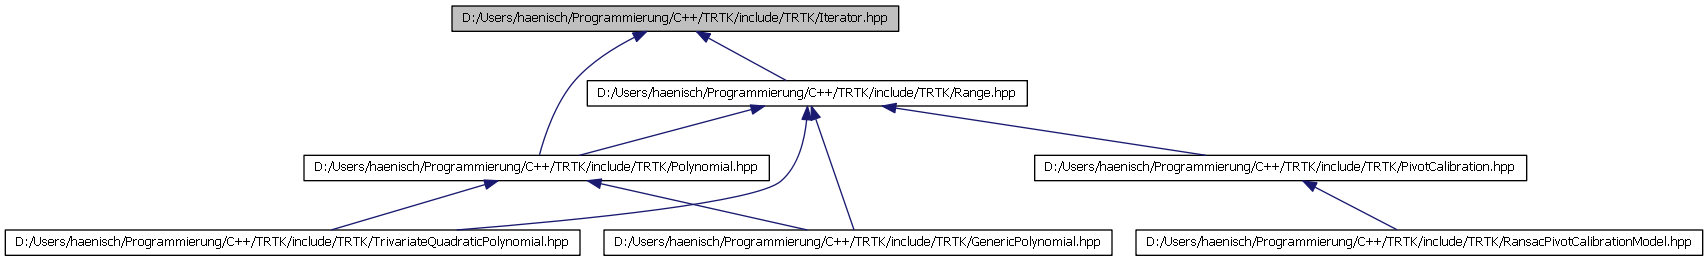 D:/Users/haenisch/Programmierung/C++/TRTK/include/TRTK/Iterator.hpp
D:/Users/haenisch/Programmierung/C++/TRTK/include/TRTK/Range.hpp
D:/Users/haenisch/Programmierung/C++/TRTK/include/TRTK/Polynomial.hpp
D:/Users/haenisch/Programmierung/C++/TRTK/include/TRTK/PivotCalibration.hpp
D:/Users/haenisch/Programmierung/C++/TRTK/include/TRTK/TrivariateQuadraticPolynomial.hpp
D:/Users/haenisch/Programmierung/C++/TRTK/include/TRTK/GenericPolynomial.hpp
D:/Users/haenisch/Programmierung/C++/TRTK/include/TRTK/RansacPivotCalibrationModel.hpp